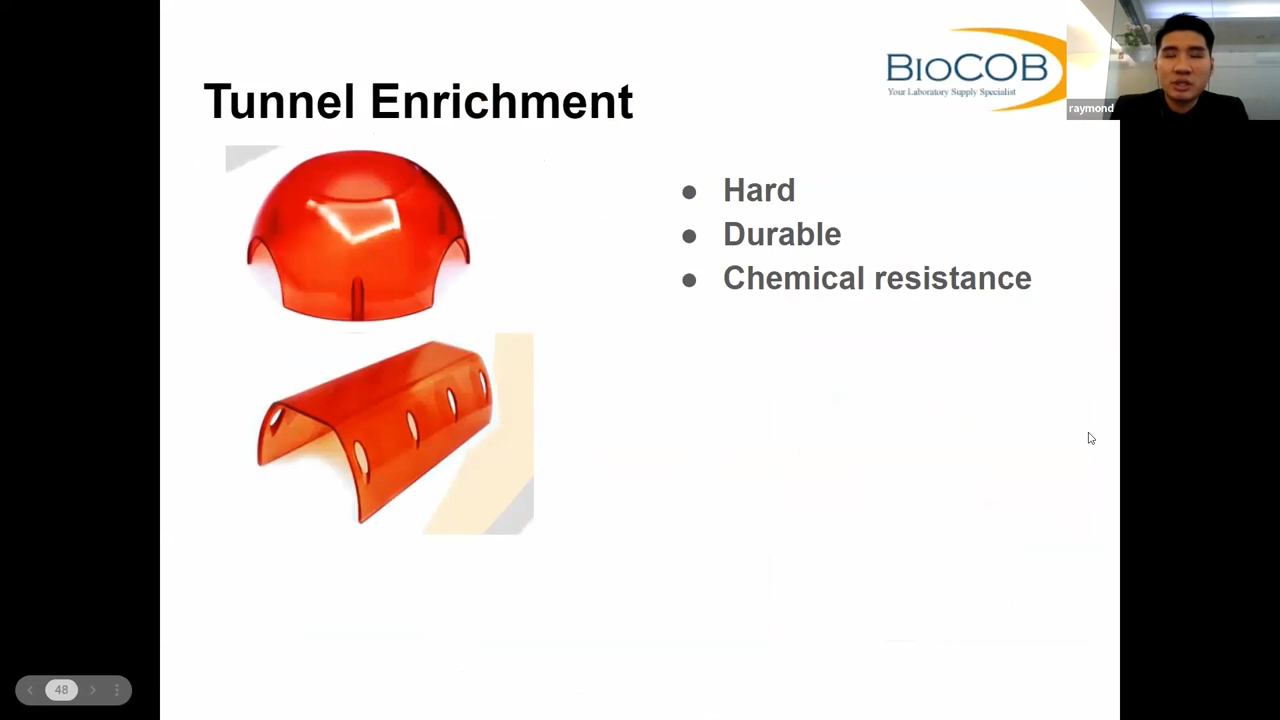 Tunnel Enrichment
BIOCOB
Your Laboratory Supply Specialist
raymond
● Hard
● Durable
● Chemical resistance
48